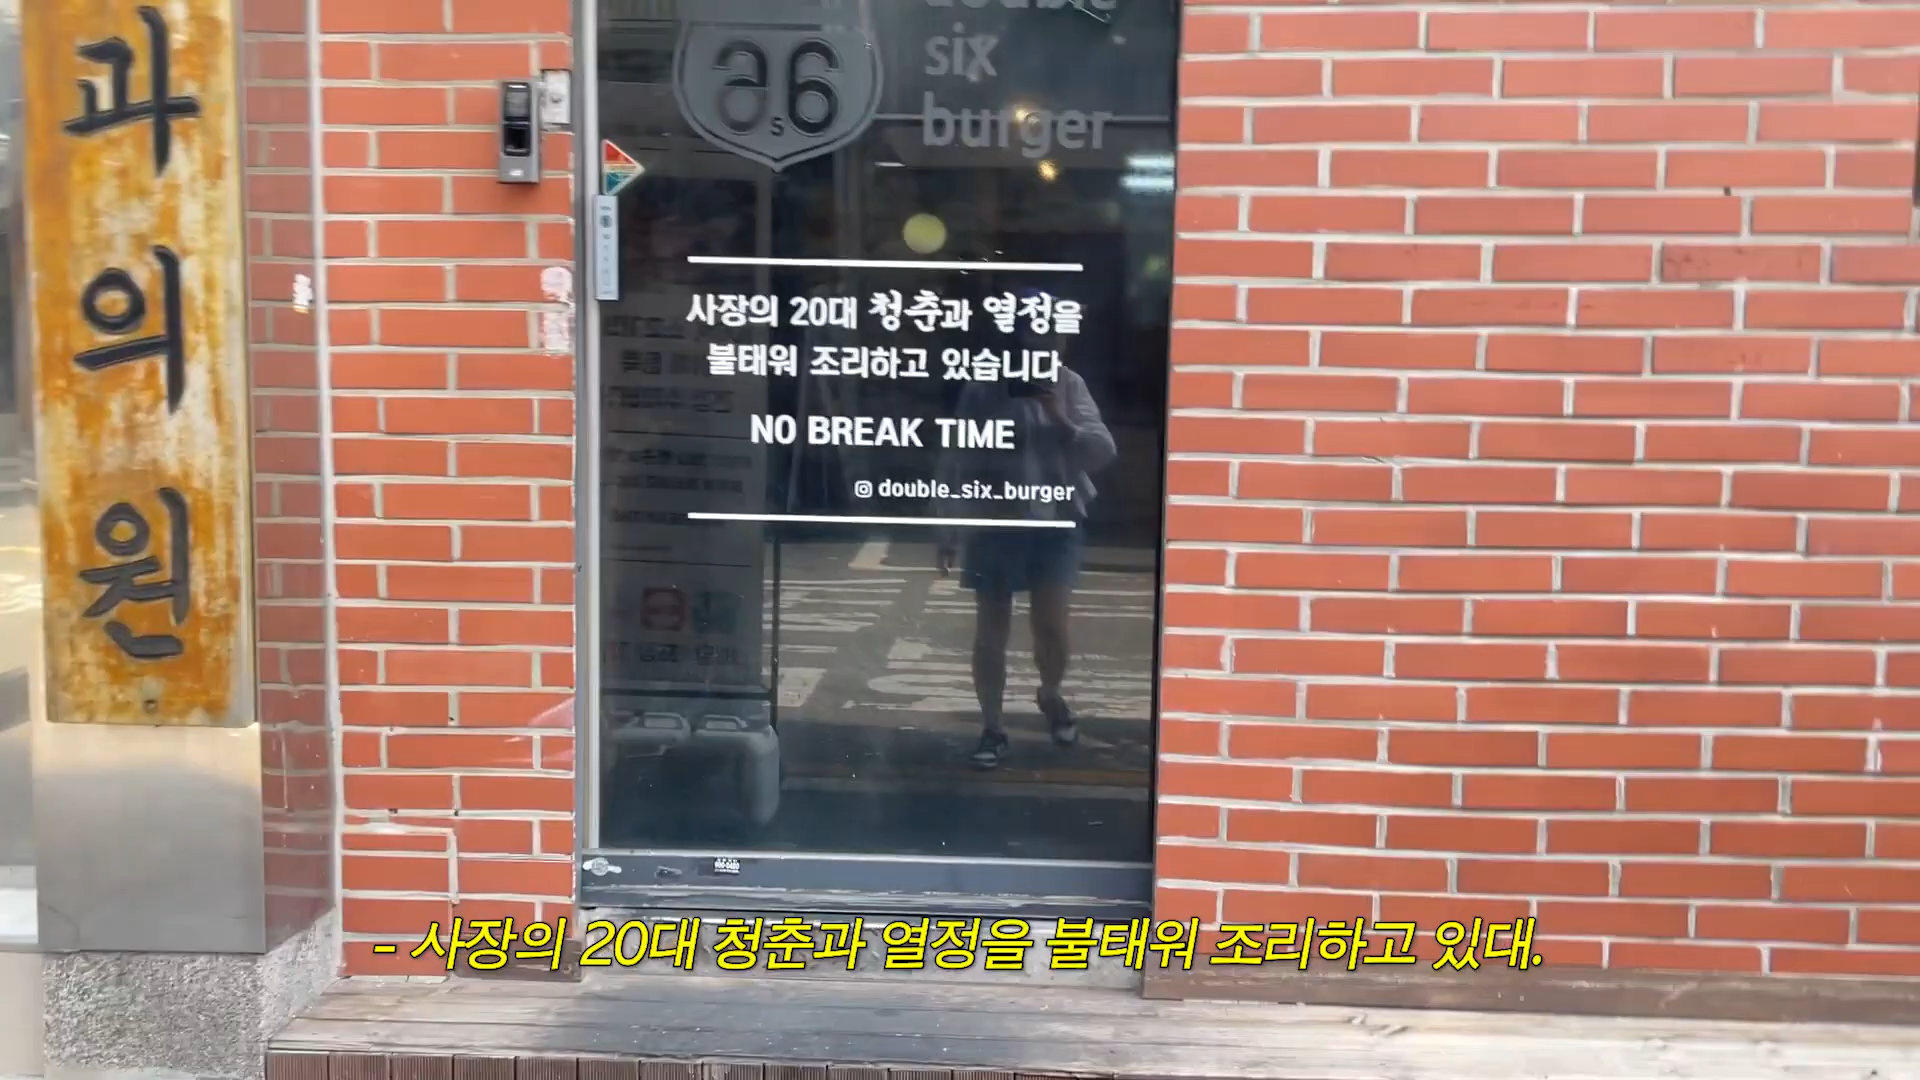 과의원
66
s
double
six
burger
사장의 20대 청춘과 열정을
불태워 조리하고 있습니다
NO BREAK TIME
double_six_burger
- 사장의 20대 청춘과 열정을 불태워 조리하고 있대.